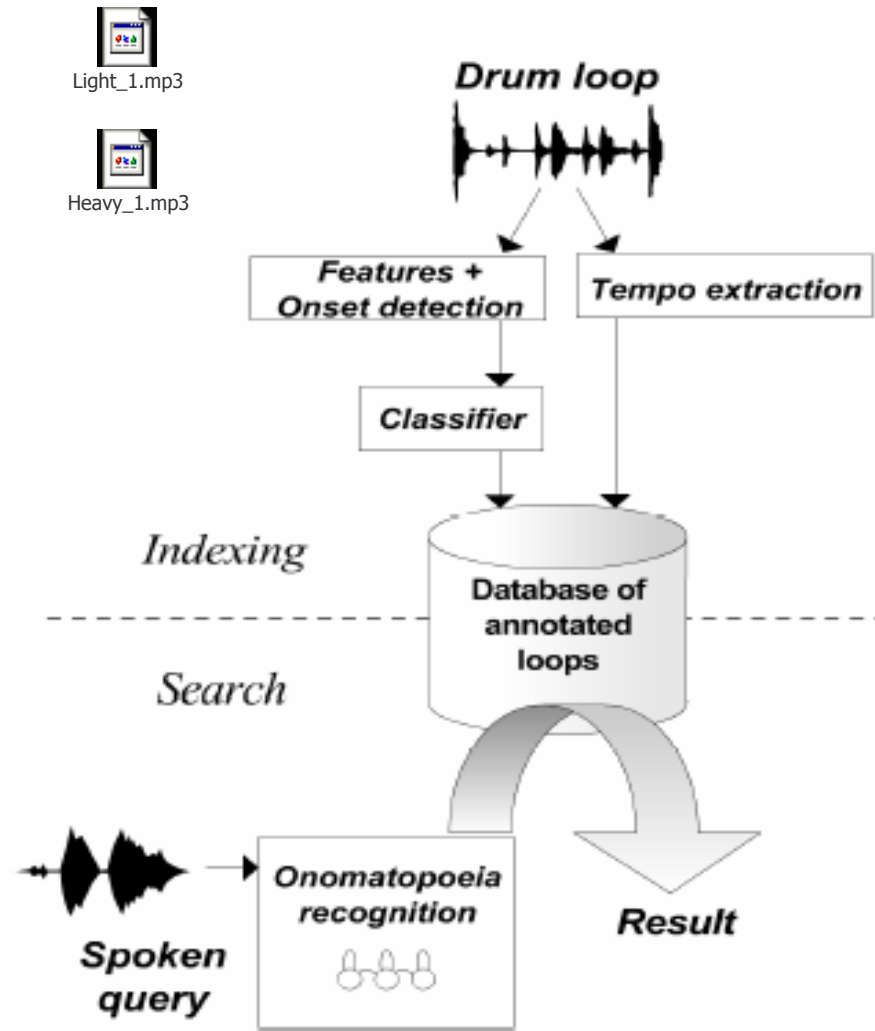 Light_1.mp3
Heavy_1.mp3
Drum loop
Features +
Onset detection
Tempo extraction
Classifier
Indexing
Database of
annotated
loops
Search
Onomatopoeia
recognition
Spoken
query
Result